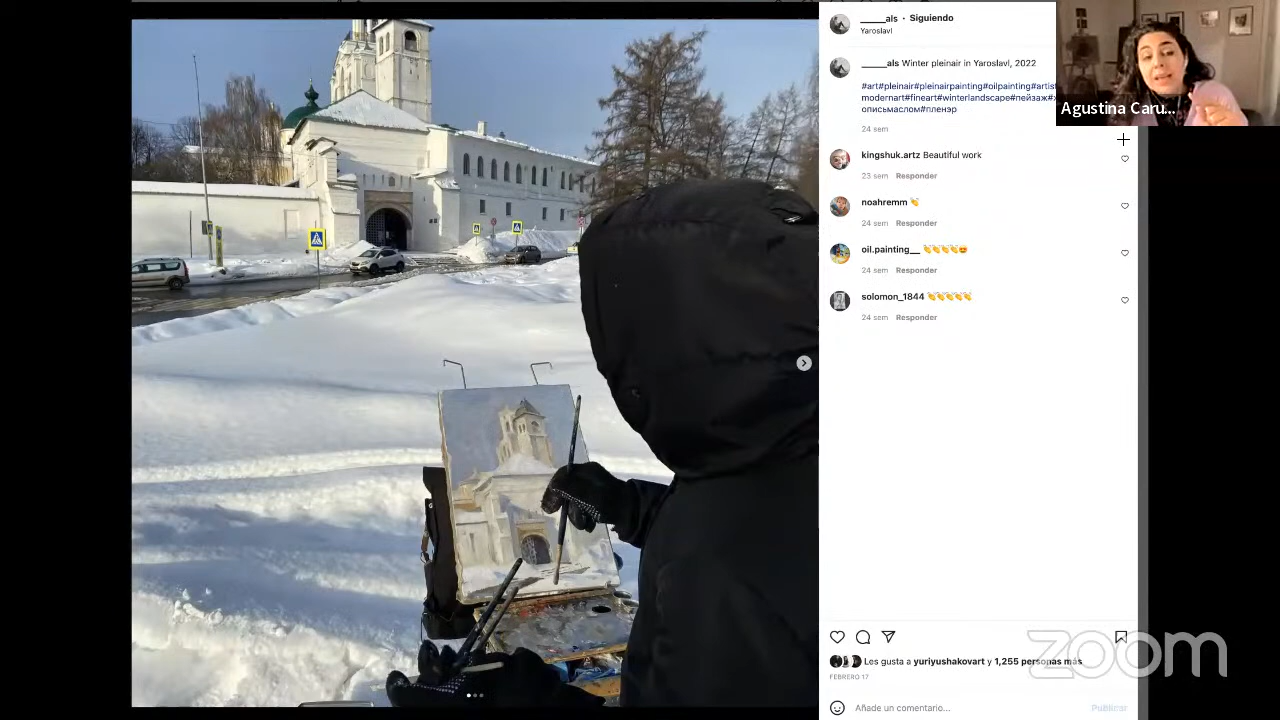 _____als • Siguiendo
Yaroslavl
_____als Winter pleinair in Yaroslavl, 2022
#art#pleinair#pleinairpainting#oilpainting#artist
modernart#fineart#winterlandscape#пейзаж#ж
описьмаслом#пленэр
24 sem
kingshuk.artz Beautiful work
23 sem Responder
noahremm 👏
24 sem Responder
oil.painting__ 👏👏👏👏😍
24 sem Responder
solomon_1844 👏👏👏👏👏
24 sem Responder
Les gusta a yuriyushakovart y 1,255 personas más
FEBRERO 17
Añade un comentario...
Publicar
Agustina Caru...
zoom